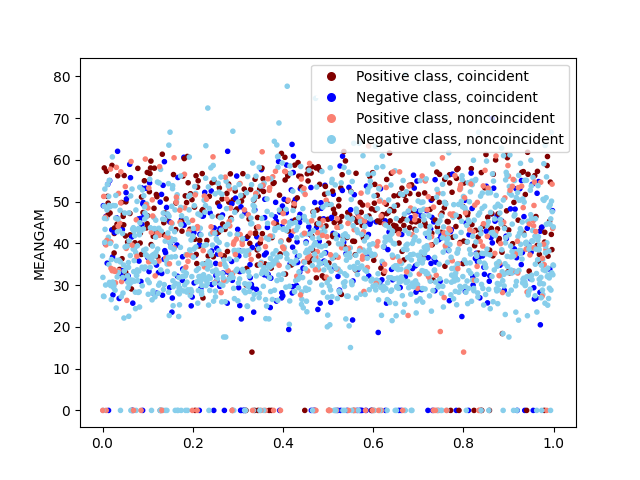 80
70
60
50
40
30
20
10
0
MEANGAM
0.0 0.2 0.4 0.6 0.8 1.0
Positive class, coincident
Negative class, coincident
Positive class, noncoincident
Negative class, noncoincident